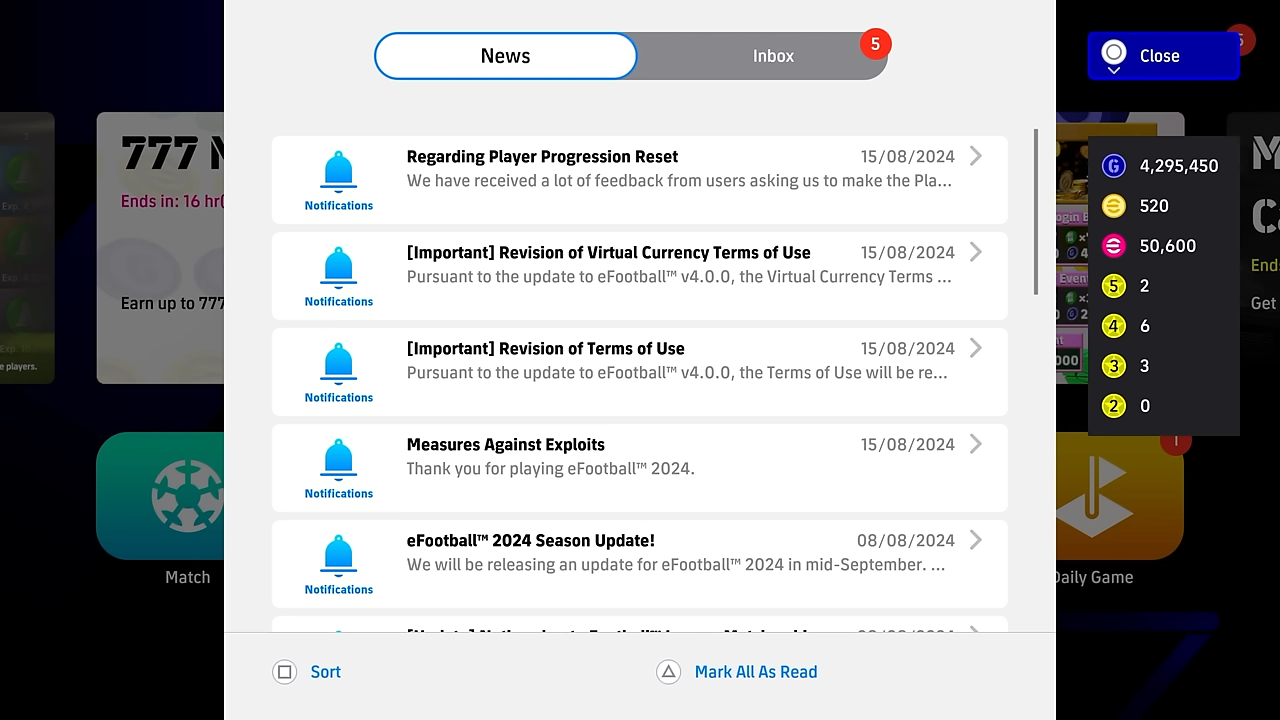 News
Inbox
5
Close
777
Ends in: 16 hr
Earn up to 777
e players.
Match
Regarding Player Progression Reset
15/08/2024
We have received a lot of feedback from users asking us to make the Pla...
Notifications
[Important] Revision of Virtual Currency Terms of Use
15/08/2024
Pursuant to the update to eFootball™ v4.0.0, the Virtual Currency Terms ...
Notifications
[Important] Revision of Terms of Use
15/08/2024
Pursuant to the update to eFootball™ v4.0.0, the Terms of Use will be re...
Notifications
Measures Against Exploits
15/08/2024
Thank you for playing eFootball™ 2024.
Notifications
eFootball™ 2024 Season Update!
08/08/2024
We will be releasing an update for eFootball™ 2024 in mid-September. ...
Notifications
Sort
Mark All As Read
4,295,450
520
50,600
5 2
4 6
3 3
2 0
Get
Daily Game